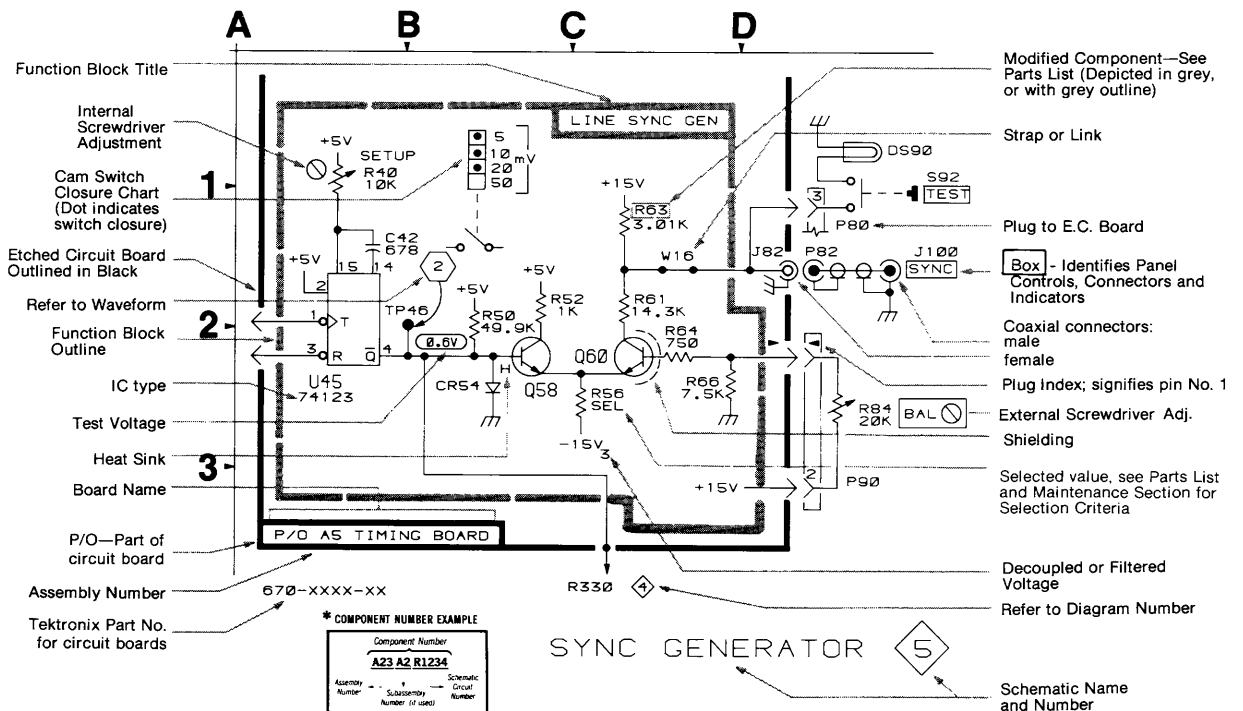 A B C D
1
2
3
Function Block Title
Internal
Screwdriver
Adjustment
Cam Switch
Closure Chart
(Dot indicates
switch closure)
Etched Circuit Board
Outlined in Black
Refer to Waveform
Function Block
Outline
IC type
Test Voltage
Heat Sink
Board Name
P/O—Part of
circuit board
Assembly Number
Tektronix Part No.
for circuit boards
LINE SYNC GEN
+5V
SETUP
R40
10K
5
10
20
50
mV
C42
678
+5V
15
14
2
1
T
3
R
Q
4
U45
74123
2
TP46
0.6V
+5V
R50
49.9K
CR54
H
+5V
R52
1K
Q58
Q60
+15V
R63
3.01K
W16
R61
14.3K
R64
750
R66
7.5K
R56
SEL
-15V
3
+15V
DS90
S92
TEST
3
P80
J82
P82
J100
SYNC
R84
20K
BAL
2
P90
P/O A5 TIMING BOARD
670-XXXX-XX
R330
4
SYNC GENERATOR
5
* COMPONENT NUMBER EXAMPLE
Component Number
A23 A2 R1234
Assembly
Number
Subassembly
Number (if used)
Schematic
Circuit
Number
Modified Component—See
Parts List (Depicted in grey,
or with grey outline)
Strap or Link
Plug to E.C. Board
Box - Identifies Panel
Controls, Connectors and
Indicators
Coaxial connectors:
male
female
Plug Index; signifies pin No. 1
External Screwdriver Adj.
Shielding
Selected value, see Parts List
and Maintenance Section for
Selection Criteria
Decoupled or Filtered
Voltage
Refer to Diagram Number
Schematic Name
and Number